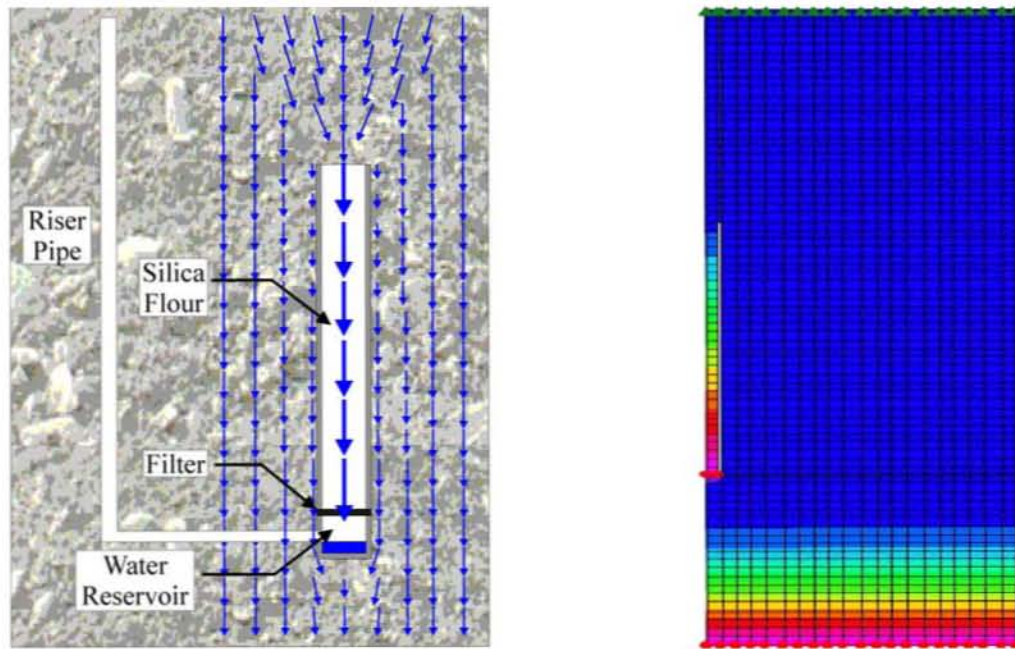 Riser
Pipe
Silica
Flour
Filter
Water
Reservoir